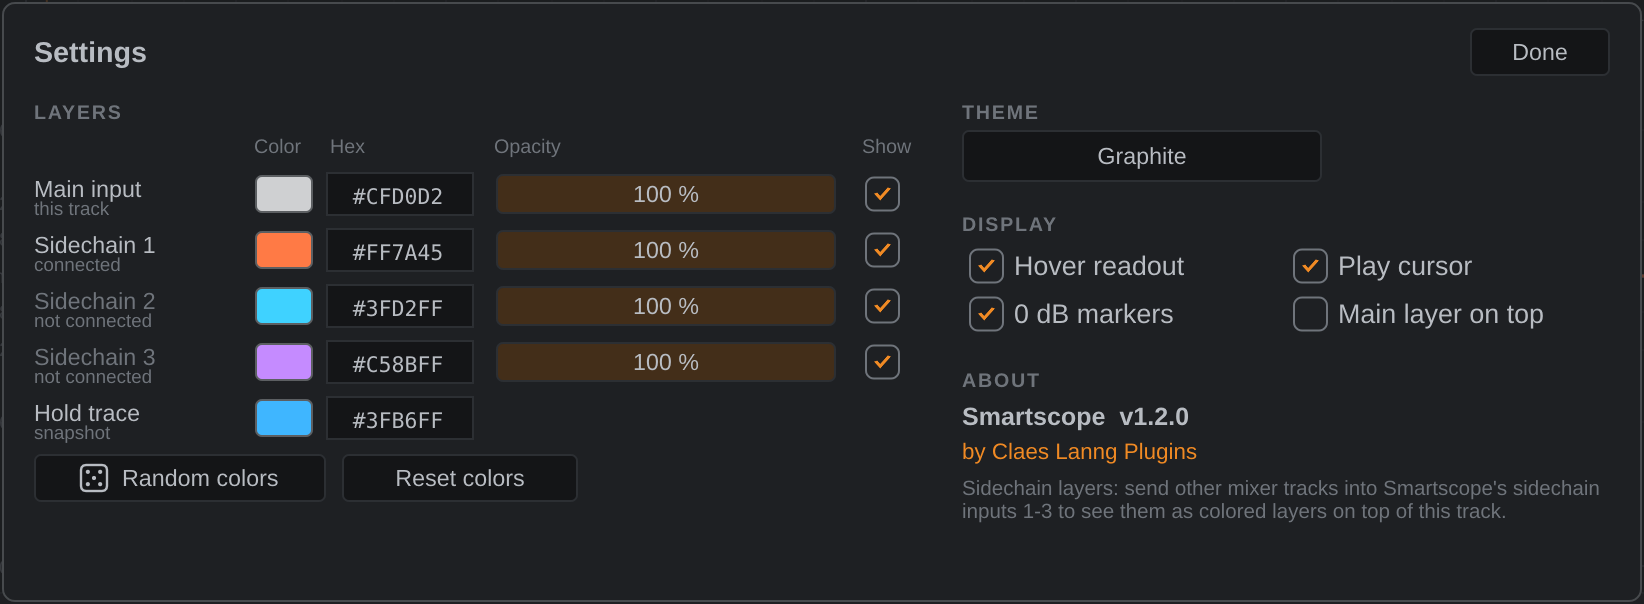 Settings
Done
LAYERS
Color Hex Opacity Show
Main input
this track
#CFD0D2
100 %
Sidechain 1
connected
#FF7A45
100 %
Sidechain 2
not connected
#3FD2FF
100 %
Sidechain 3
not connected
#C58BFF
100 %
Hold trace
snapshot
#3FB6FF
Random colors
Reset colors
THEME
Graphite
DISPLAY
Hover readout
Play cursor
0 dB markers
Main layer on top
ABOUT
Smartscope v1.2.0
by Claes Lanng Plugins
Sidechain layers: send other mixer tracks into Smartscope's sidechain
inputs 1-3 to see them as colored layers on top of this track.